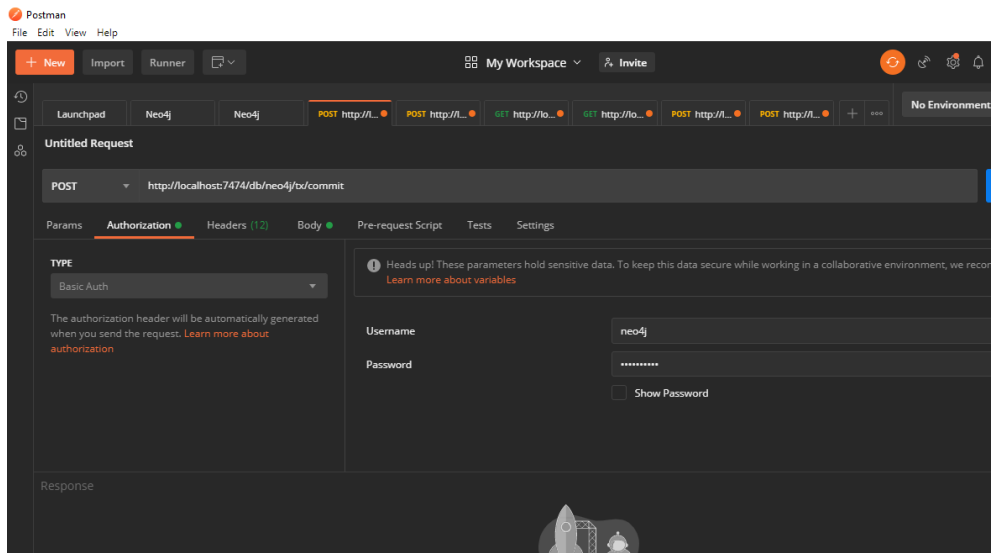 Postman
File Edit View Help
+ New Import Runner My Workspace Invite
Launchpad Neo4j Neo4j POST http://l... POST http://l... GET http://lo... GET http://lo... POST http://l... POST http://l... + ooo No Environment
Untitled Request
POST http://localhost:7474/db/neo4j/tx/commit
Params Authorization Headers (12) Body Pre-request Script Tests Settings
TYPE
Basic Auth
The authorization header will be automatically generated
when you send the request. Learn more about
authorization
Heads up! These parameters hold sensitive data. To keep this data secure while working in a collaborative environment, we recor
Learn more about variables
Username neo4j
Password ••••••••••
Show Password
Response